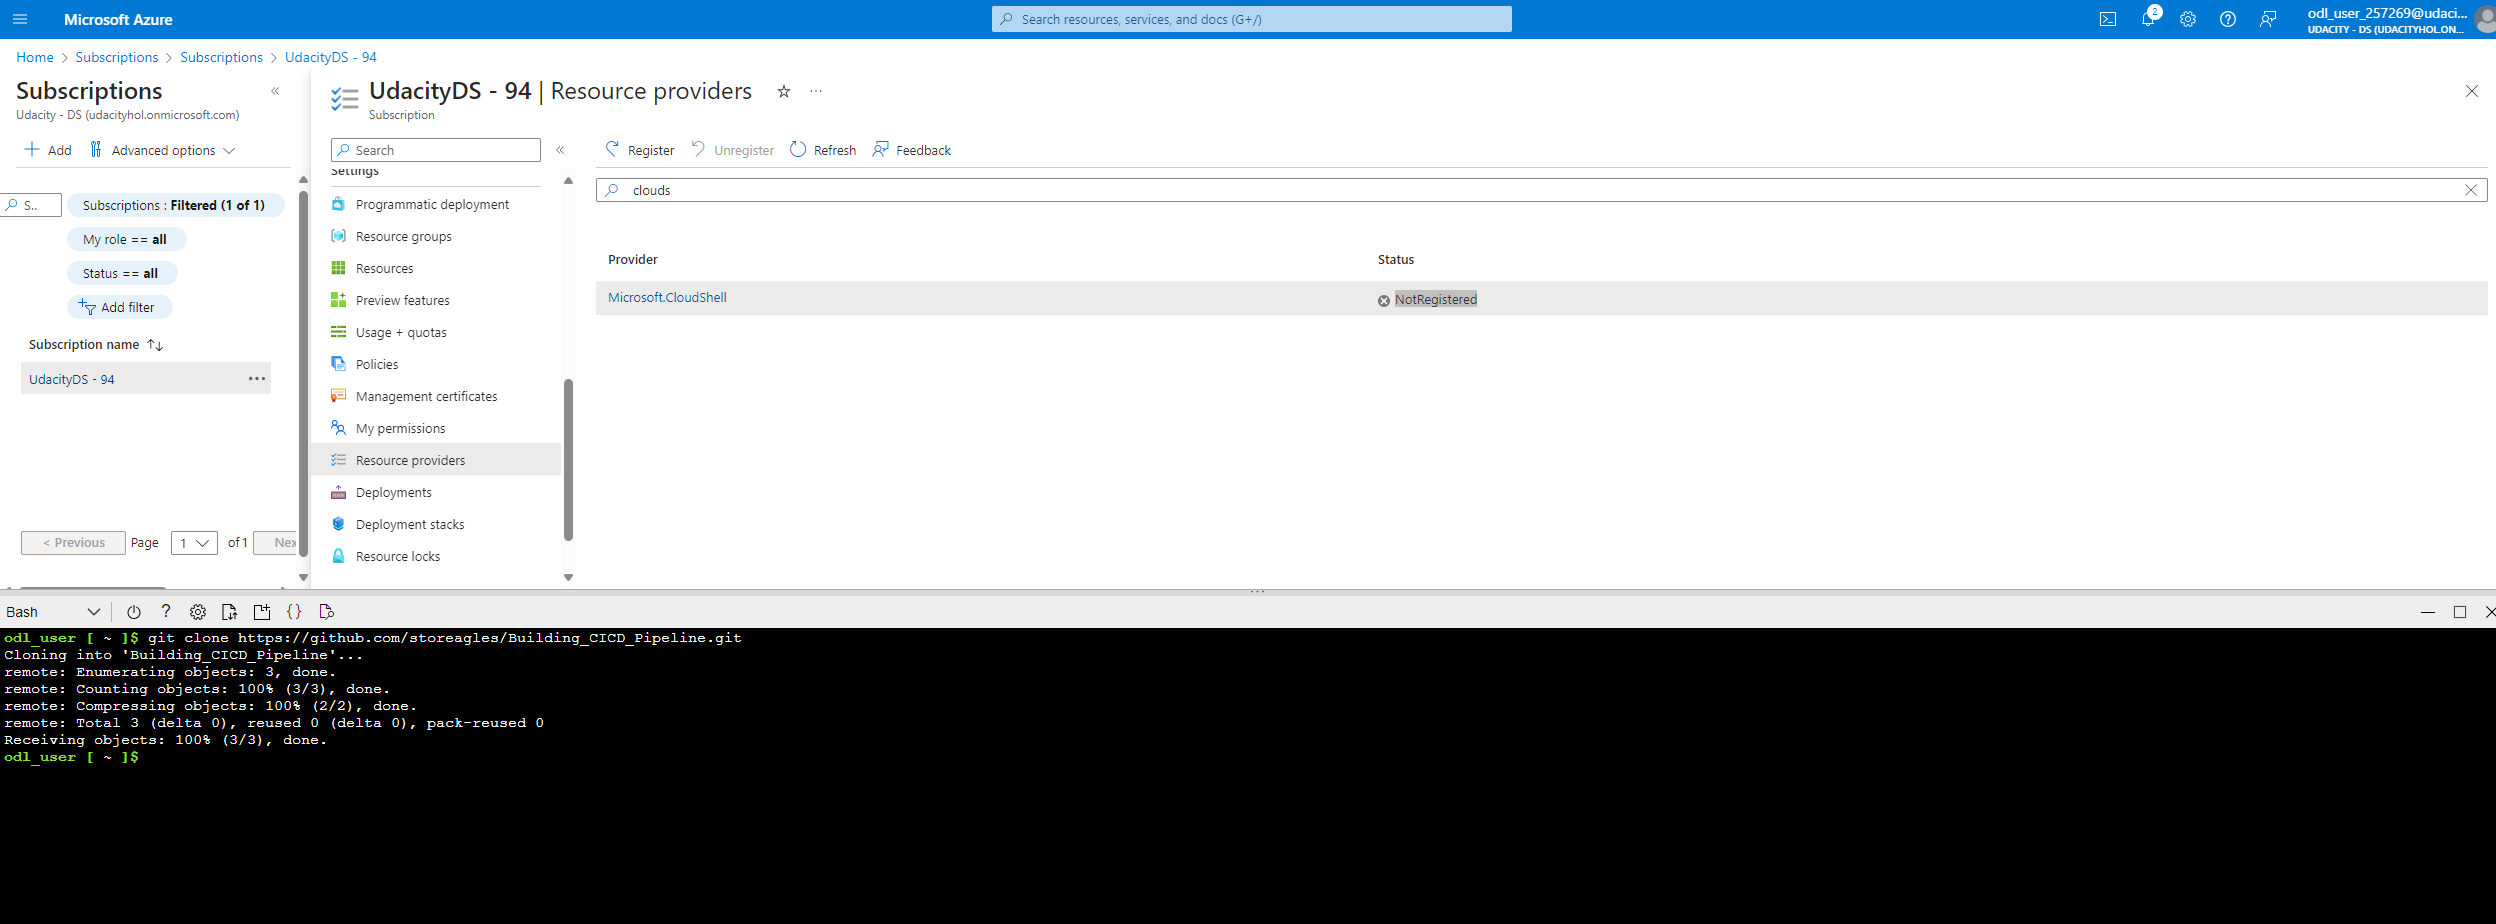 Microsoft Azure
Search resources, services, and docs (G+/)
2
odl_user_257269@udaci...
UDACITY - DS (UDACITYHOL.ON...
Home > Subscriptions > Subscriptions > UdacityDS - 94
Subscriptions
Udacity - DS (udacityhol.onmicrosoft.com)
Add
Advanced options
S..
Subscriptions : Filtered (1 of 1)
My role == all
Status == all
Add filter
Subscription name
UdacityDS - 94
< Previous Page 1 of 1 Nex
UdacityDS - 94 | Resource providers
Subscription
Search
Settings
Programmatic deployment
Resource groups
Resources
Preview features
Usage + quotas
Policies
Management certificates
My permissions
Resource providers
Deployments
Deployment stacks
Resource locks
Register Unregister Refresh Feedback
clouds
Provider Status
Microsoft.CloudShell NotRegistered
Bash
odl_user [ ~ ]$ git clone https://github.com/storeagles/Building_CICD_Pipeline.git
Cloning into 'Building_CICD_Pipeline'...
remote: Enumerating objects: 3, done.
remote: Counting objects: 100% (3/3), done.
remote: Compressing objects: 100% (2/2), done.
remote: Total 3 (delta 0), reused 0 (delta 0), pack-reused 0
Receiving objects: 100% (3/3), done.
odl_user [ ~ ]$